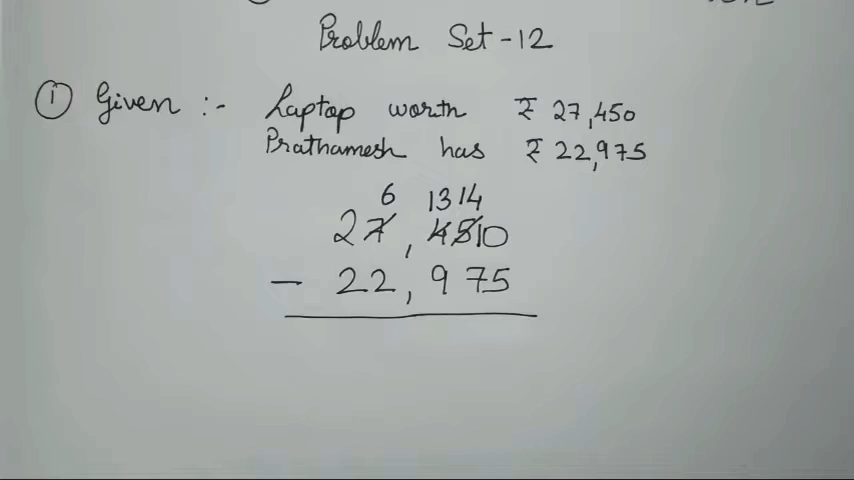 Problem Set - 12
① Given :- Laptop worth ₹ 27,450
Prathamesh has ₹ 22,975
6 13 14
27,4510
- 22,975